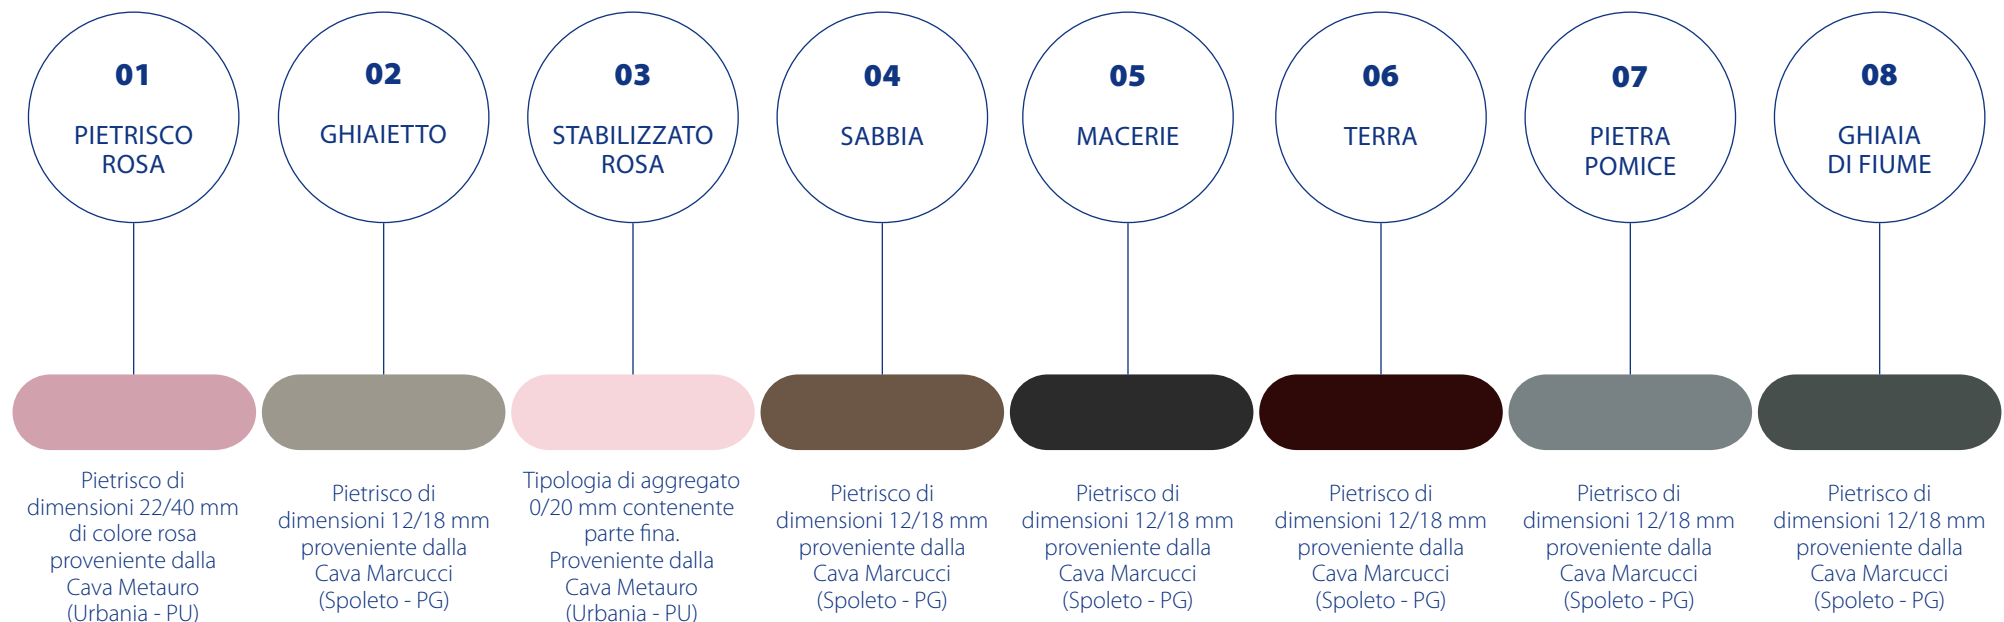 01
PIETRISCO
ROSA
Pietrisco di
dimensioni 22/40 mm
di colore rosa
proveniente dalla
Cava Metauro
(Urbania - PU)
02
GHIAIETTO
Pietrisco di
dimensioni 12/18 mm
proveniente dalla
Cava Marcucci
(Spoleto - PG)
03
STABILIZZATO
ROSA
Tipologia di aggregato
0/20 mm contenente
parte fina.
Proveniente dalla
Cava Metauro
(Urbania - PU)
04
SABBIA
Pietrisco di
dimensioni 12/18 mm
proveniente dalla
Cava Marcucci
(Spoleto - PG)
05
MACERIE
Pietrisco di
dimensioni 12/18 mm
proveniente dalla
Cava Marcucci
(Spoleto - PG)
06
TERRA
Pietrisco di
dimensioni 12/18 mm
proveniente dalla
Cava Marcucci
(Spoleto - PG)
07
PIETRA
POMICE
Pietrisco di
dimensioni 12/18 mm
proveniente dalla
Cava Marcucci
(Spoleto - PG)
08
GHIAIA
DI FIUME
Pietrisco di
dimensioni 12/18 mm
proveniente dalla
Cava Marcucci
(Spoleto - PG)